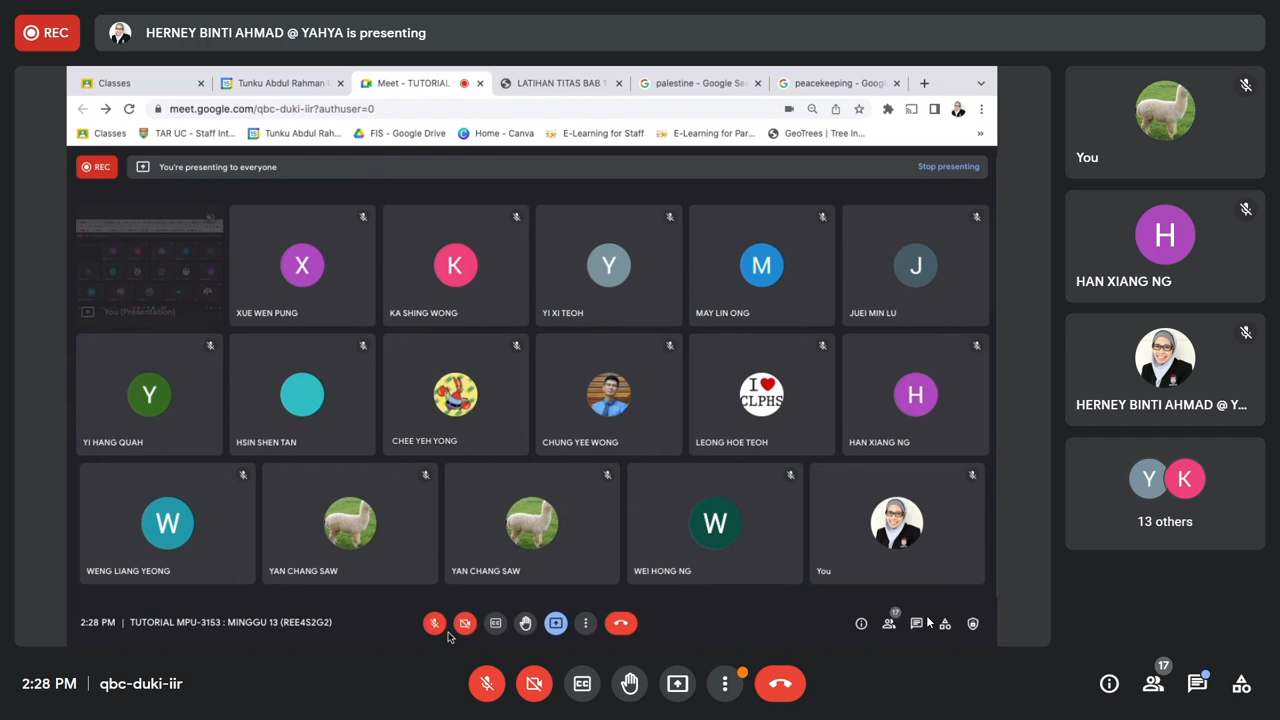 REC
HERNEY BINTI AHMAD @ YAHYA is presenting
Classes
Tunku Abdul Rahman
Meet - TUTORIAL
LATIHAN TITAS BAB
palestine - Google Se
peacekeeping - Goog
meet.google.com/qbc-duki-iir?authuser=0
Classes
TAR UC - Staff Int...
Tunku Abdul Rah...
FIS - Google Drive
Home - Canva
E-Learning for Staff
E-Learning for Par...
GeoTrees | Tree In...
REC
You're presenting to everyone
Stop presenting
You (Presentation)
X
XUE WEN PUNG
K
KA SHING WONG
Y
YI XI TEOH
M
MAY LIN ONG
J
JUEI MIN LU
Y
YI HANG QUAH
HSIN SHEN TAN
CHEE YEH YONG
CHUNG YEE WONG
I
CLPHS
LEONG HOE TEOH
H
HAN XIANG NG
W
WENG LIANG YEONG
YAN CHANG SAW
YAN CHANG SAW
W
WEI HONG NG
You
2:28 PM | TUTORIAL MPU-3153 : MINGGU 13 (REE4S2G2)
17
You
H
HAN XIANG NG
HERNEY BINTI AHMAD @ Y...
Y
K
13 others
2:28 PM | qbc-duki-iir
17